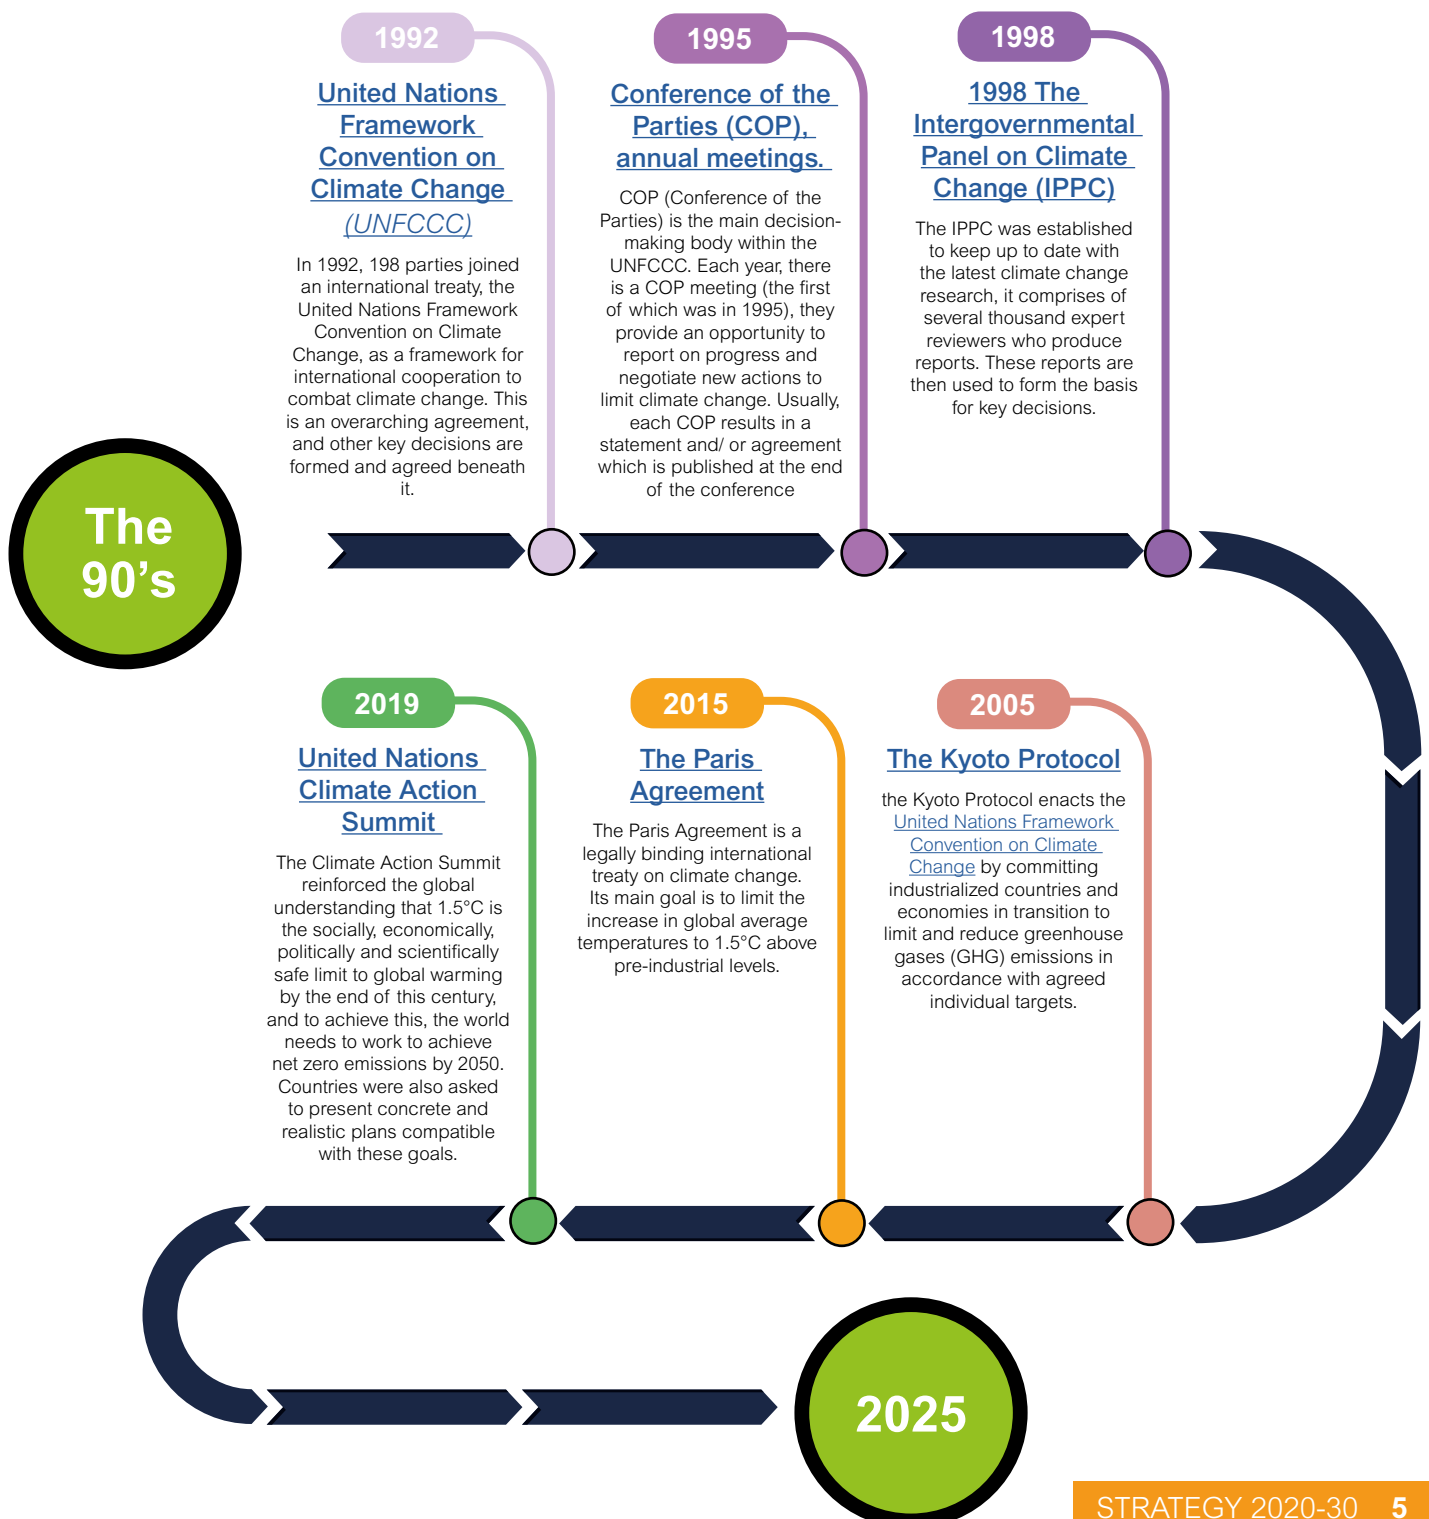 1992
United Nations
Framework
Convention on
Climate Change
(UNFCCC)
In 1992, 198 parties joined
an international treaty, the
United Nations Framework
Convention on Climate
Change, as a framework for
international cooperation to
combat climate change. This
is an overarching agreement,
and other key decisions are
formed and agreed beneath
it.
1995
Conference of the
Parties (COP),
annual meetings.
COP (Conference of the
Parties) is the main decision-
making body within the
UNFCCC. Each year, there
is a COP meeting (the first
of which was in 1995), they
provide an opportunity to
report on progress and
negotiate new actions to
limit climate change. Usually,
each COP results in a
statement and/ or agreement
which is published at the end
of the conference
1998
1998 The
Intergovernmental
Panel on Climate
Change (IPPC)
The IPPC was established
to keep up to date with
the latest climate change
research, it comprises of
several thousand expert
reviewers who produce
reports. These reports are
then used to form the basis
for key decisions.
The
90's
2019
United Nations
Climate Action
Summit
The Climate Action Summit
reinforced the global
understanding that 1.5°C is
the socially, economically,
politically and scientifically
safe limit to global warming
by the end of this century,
and to achieve this, the world
needs to work to achieve
net zero emissions by 2050.
Countries were also asked
to present concrete and
realistic plans compatible
with these goals.
2015
The Paris
Agreement
The Paris Agreement is a
legally binding international
treaty on climate change.
Its main goal is to limit the
increase in global average
temperatures to 1.5°C above
pre-industrial levels.
2005
The Kyoto Protocol
the Kyoto Protocol enacts the
United Nations Framework
Convention on Climate
Change by committing
industrialized countries and
economies in transition to
limit and reduce greenhouse
gases (GHG) emissions in
accordance with agreed
individual targets.
2025
STRATEGY 2020-30 5